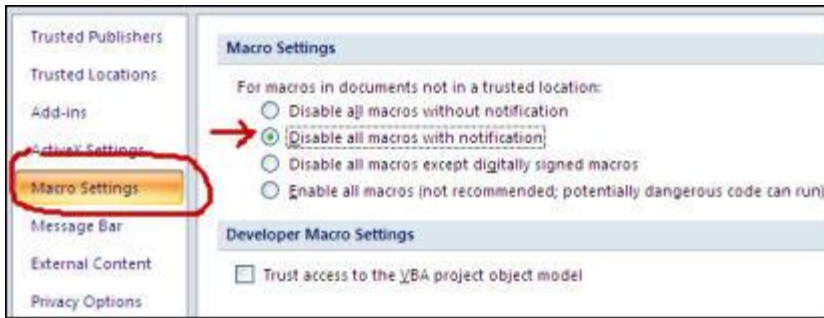 Trusted Publishers
Trusted Locations
Add-ins
ActiveX Settings
Macro Settings
Message Bar
External Content
Privacy Options
Macro Settings
For macros in documents not in a trusted location:
Disable all macros without notification
Disable all macros with notification
Disable all macros except digitally signed macros
Enable all macros (not recommended; potentially dangerous code can run)
Developer Macro Settings
Trust access to the VBA project object model